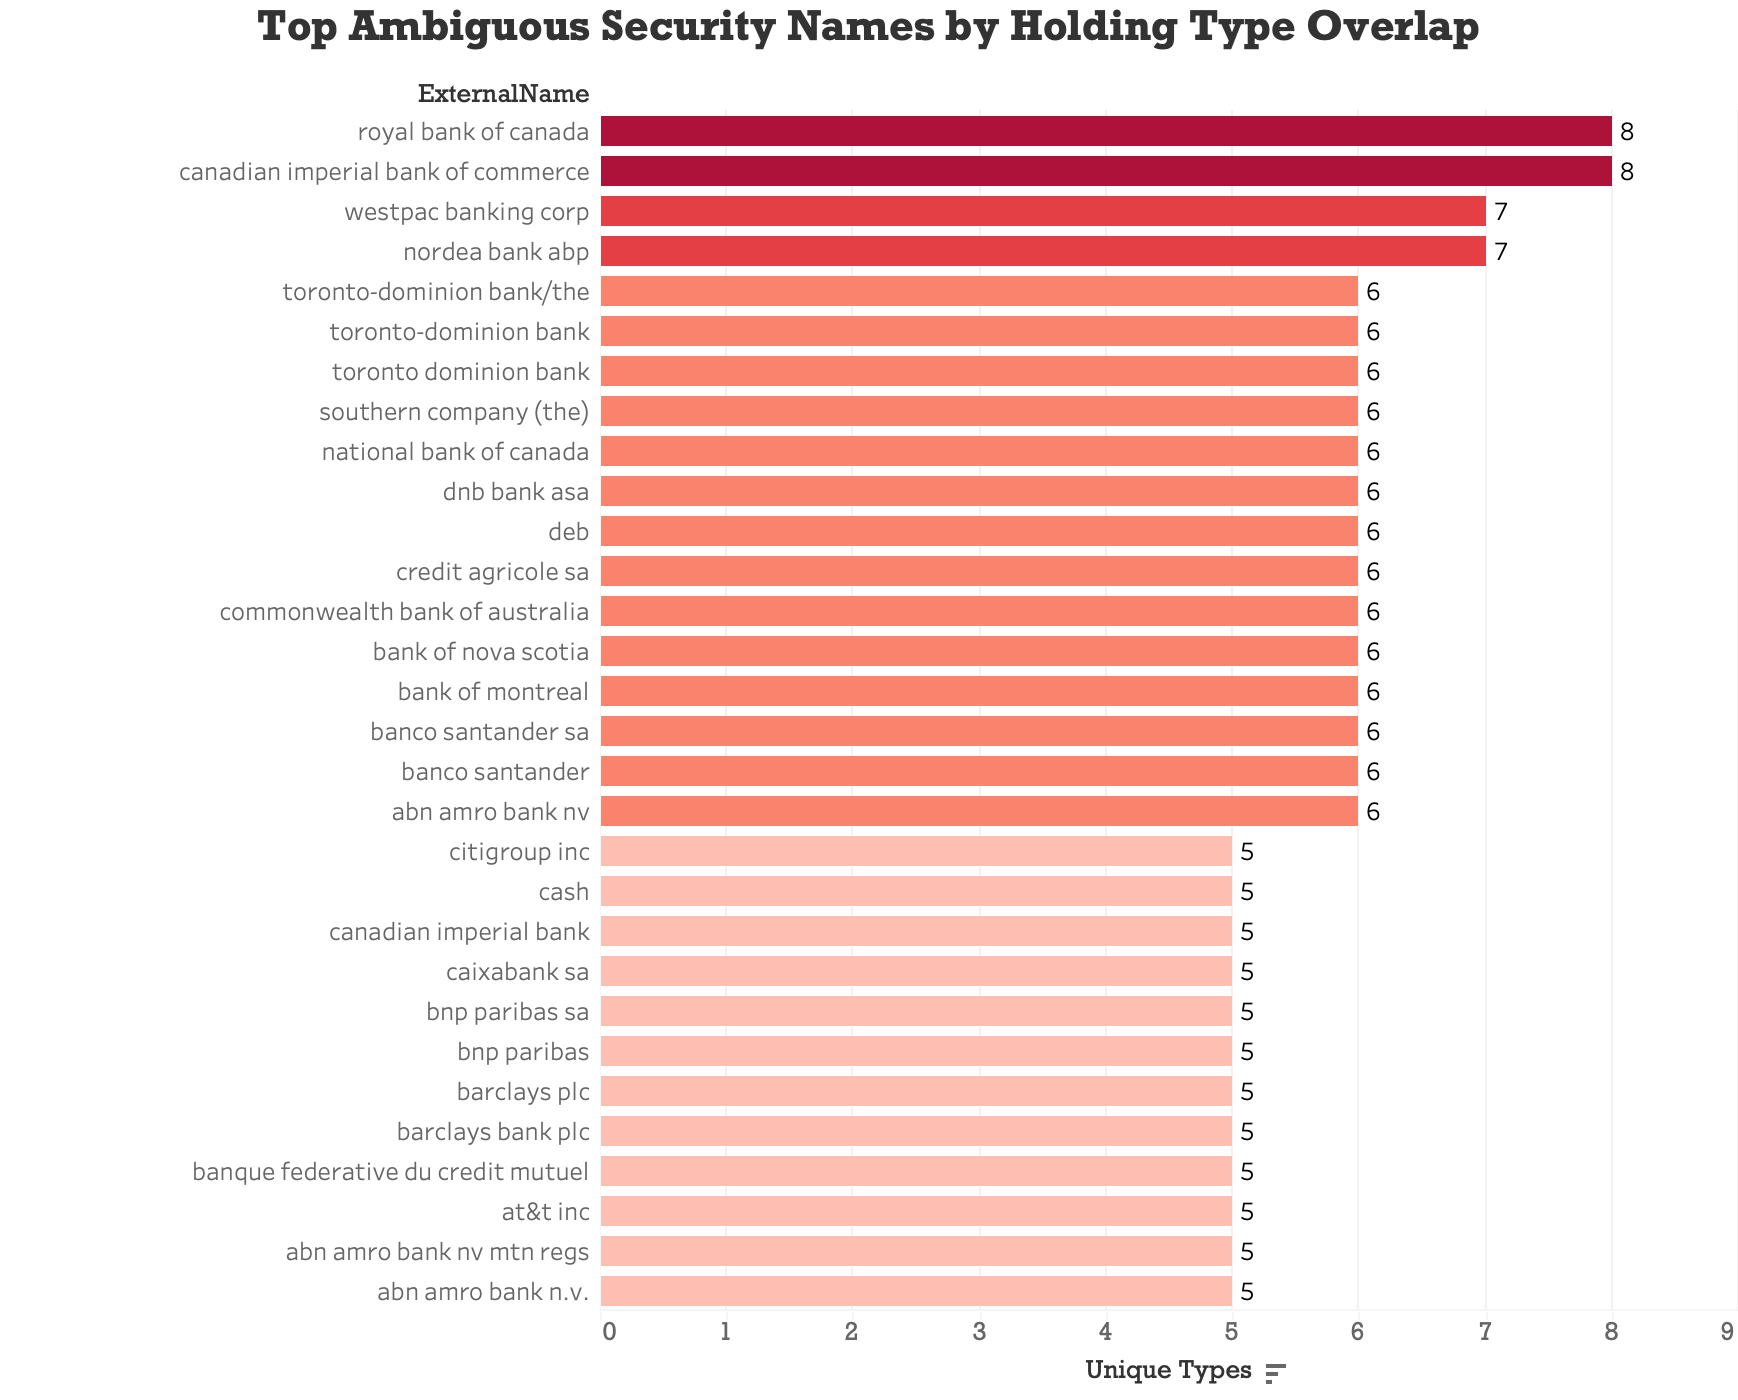 Top Ambiguous Security Names by Holding Type Overlap
ExternalName
royal bank of canada 8
canadian imperial bank of commerce 8
westpac banking corp 7
nordea bank abp 7
toronto-dominion bank/the 6
toronto-dominion bank 6
toronto dominion bank 6
southern company (the) 6
national bank of canada 6
dnb bank asa 6
deb 6
credit agricole sa 6
commonwealth bank of australia 6
bank of nova scotia 6
bank of montreal 6
banco santander sa 6
banco santander 6
abn amro bank nv 6
citigroup inc 5
cash 5
canadian imperial bank 5
caixabank sa 5
bnp paribas sa 5
bnp paribas 5
barclays plc 5
barclays bank plc 5
banque federative du credit mutuel 5
at&t inc 5
abn amro bank nv mtn regs 5
abn amro bank n.v. 5
0 1 2 3 4 5 6 7 8 9
Unique Types